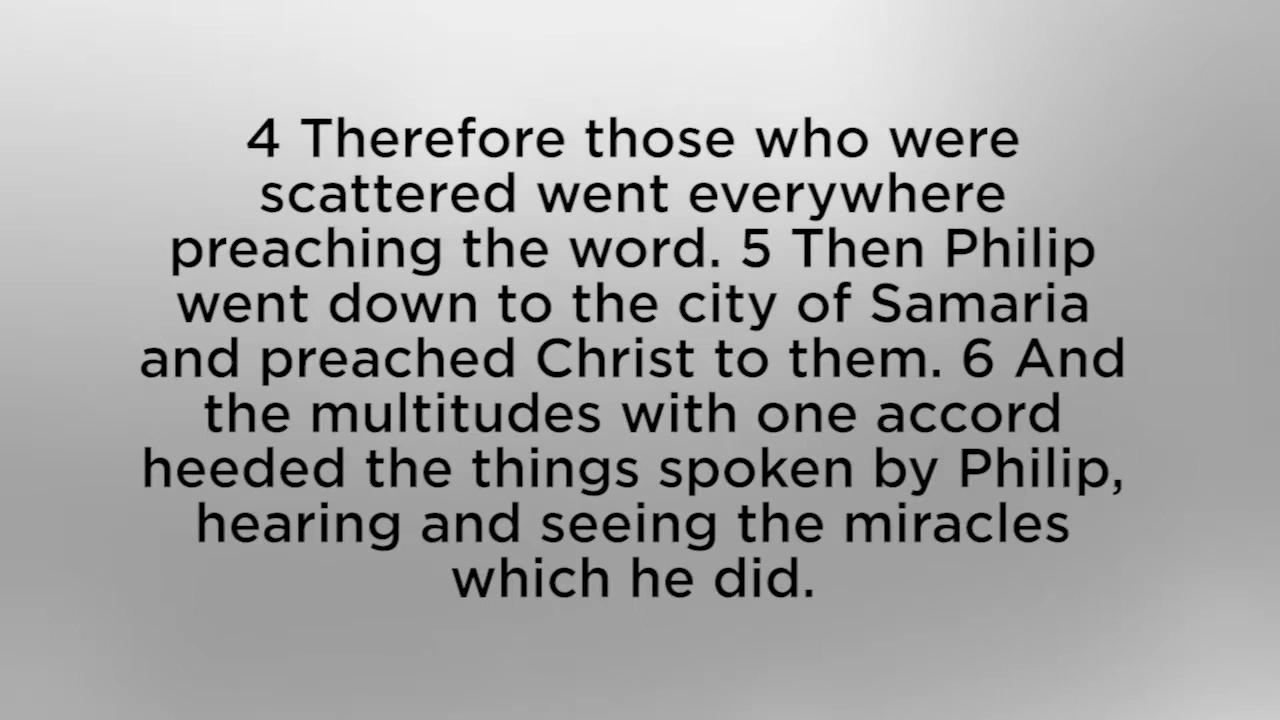 4 Therefore those who were
scattered went everywhere
preaching the word. 5 Then Philip
went down to the city of Samaria
and preached Christ to them. 6 And
the multitudes with one accord
heeded the things spoken by Philip,
hearing and seeing the miracles
which he did.